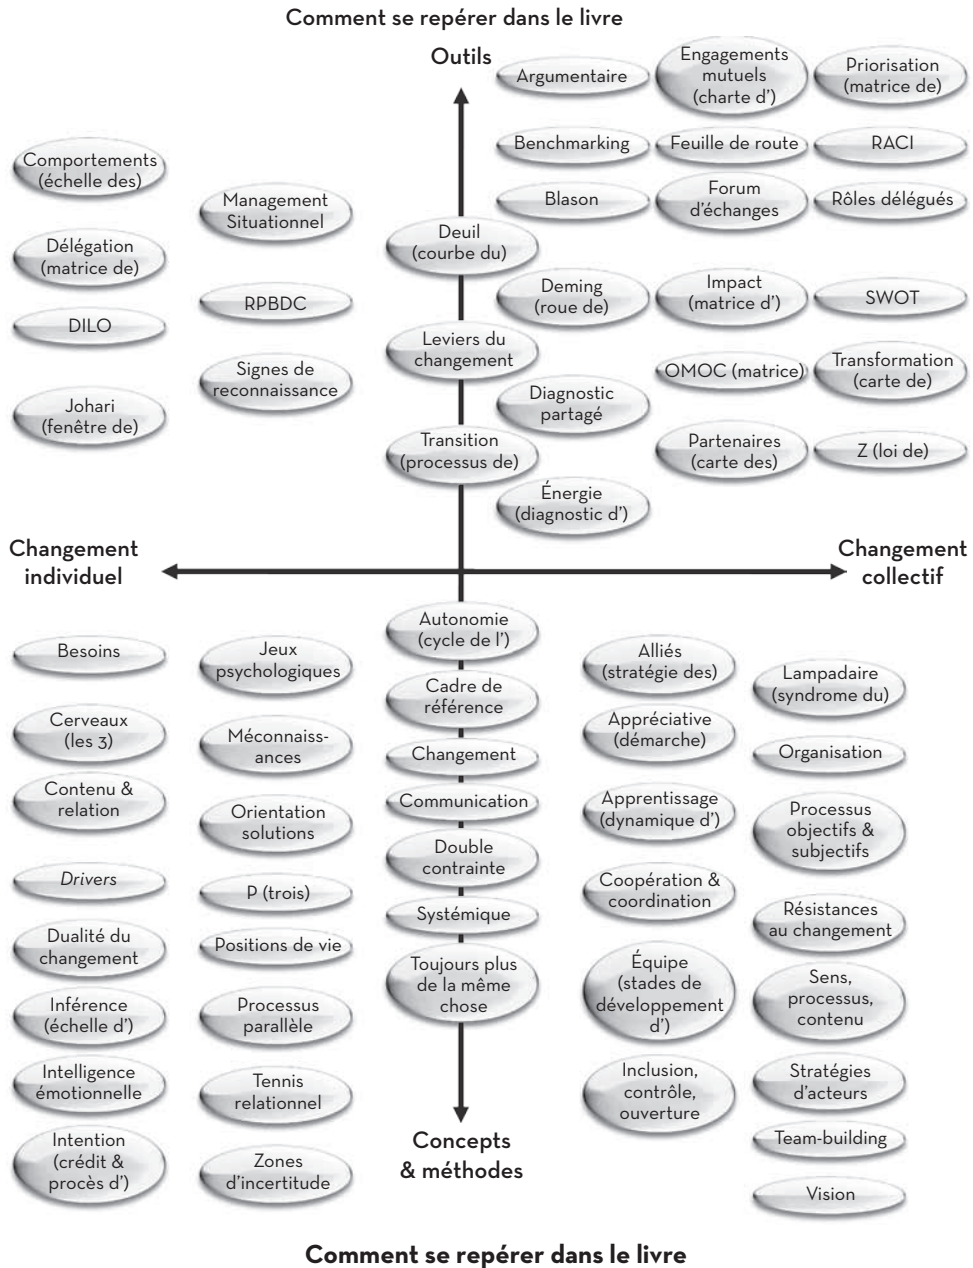 Comment se repérer dans le livre
Outils
Argumentaire
Engagements
mutuels
(charte d')
Priorisation
(matrice de)
Benchmarking
Feuille de route
RACI
Blason
Forum
d'échanges
Rôles délégués
Comportements
(échelle des)
Management
Situationnel
Délégation
(matrice de)
RPBDC
DILO
Signes de
reconnaissance
Johari
(fenêtre de)
Deuil
(courbe du)
Leviers du
changement
Transition
(processus de)
Deming
(roue de)
Impact
(matrice d')
SWOT
OMOC (matrice)
Transformation
(carte de)
Diagnostic
partagé
Partenaires
(carte des)
Z (loi de)
Énergie
(diagnostic d')
Changement
individuel
Changement
collectif
Besoins
Cerveaux
(les 3)
Contenu &
relation
Drivers
Dualité du
changement
Inférence
(échelle d')
Intelligence
émotionnelle
Intention
(crédit &
procès d')
Jeux
psychologiques
Méconnaiss-
ances
Orientation
solutions
P (trois)
Positions de vie
Processus
parallèle
Tennis
relationnel
Zones
d'incertitude
Autonomie
(cycle de l')
Cadre de
référence
Changement
Communication
Double
contrainte
Systémique
Toujours plus
de la même
chose
Concepts
& méthodes
Alliés
(stratégie des)
Appréciative
(démarche)
Apprentissage
(dynamique d')
Coopération &
coordination
Équipe
(stades de
développement
d')
Inclusion,
contrôle,
ouverture
Lampadaire
(syndrome du)
Organisation
Processus
objectifs &
subjectifs
Résistances
au changement
Sens,
processus,
contenu
Stratégies
d'acteurs
Team-building
Vision
Comment se repérer dans le livre